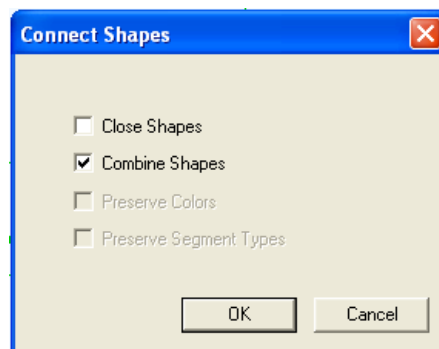 Connect Shapes
Close Shapes
Combine Shapes
Preserve Colors
Preserve Segment Types
OK
Cancel